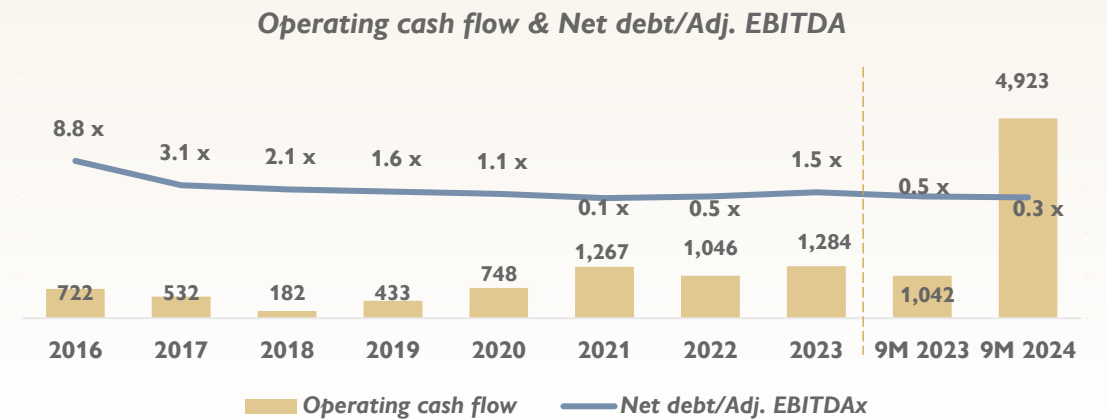 Operating cash flow & Net debt/Adj. EBITDA
4,923
8.8 x
3.1 x
2.1 x
1.6 x
1.1 x
1.5 x
0.5 x
0.1 x
0.5 x
0.3 x
1,267
1,046
1,284
748
722
532
182
433
1,042
2016 2017 2018 2019 2020 2021 2022 2023 9M 2023 9M 2024
Operating cash flow Net debt/Adj. EBITDAx